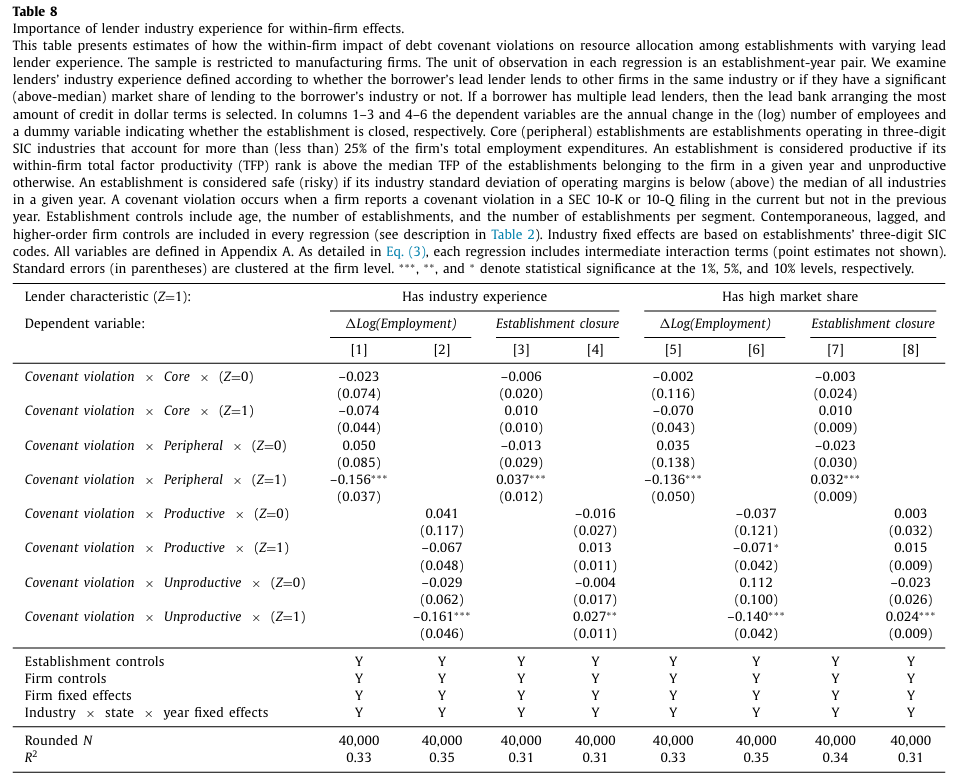 Table 8
Importance of lender industry experience for within-firm effects.
This table presents estimates of how the within-firm impact of debt covenant violations on resource allocation among establishments with varying lead
lender experience. The sample is restricted to manufacturing firms. The unit of observation in each regression is an establishment-year pair. We examine
lenders' industry experience defined according to whether the borrower's lead lender lends to other firms in the same industry or if they have a significant
(above-median) market share of lending to the borrower's industry or not. If a borrower has multiple lead lenders, then the lead bank arranging the most
amount of credit in dollar terms is selected. In columns 1–3 and 4–6 the dependent variables are the annual change in the (log) number of employees and
a dummy variable indicating whether the establishment is closed, respectively. Core (peripheral) establishments are establishments operating in three-digit
SIC industries that account for more than (less than) 25% of the firm's total employment expenditures. An establishment is considered productive if its
within-firm total factor productivity (TFP) rank is above the median TFP of the establishments belonging to the firm in a given year and unproductive
otherwise. An establishment is considered safe (risky) if its industry standard deviation of operating margins is below (above) the median of all industries
in a given year. A covenant violation occurs when a firm reports a covenant violation in a SEC 10-K or 10-Q filing in the current but not in the previous
year. Establishment controls include age, the number of establishments, and the number of establishments per segment. Contemporaneous, lagged, and
higher-order firm controls are included in every regression (see description in Table 2). Industry fixed effects are based on establishments' three-digit SIC
codes. All variables are defined in Appendix A. As detailed in Eq. (3), each regression includes intermediate interaction terms (point estimates not shown).
Standard errors (in parentheses) are clustered at the firm level. ***, **, and * denote statistical significance at the 1%, 5%, and 10% levels, respectively.
Lender characteristic (Z=1): Has industry experience Has high market share
Dependent variable: ΔLog(Employment) Establishment closure ΔLog(Employment) Establishment closure
[1] [2] [3] [4] [5] [6] [7] [8]
Covenant violation × Core × (Z=0) –0.023 –0.006 –0.002 –0.003
(0.074) (0.020) (0.116) (0.024)
Covenant violation × Core × (Z=1) –0.074 0.010 –0.070 0.010
(0.044) (0.010) (0.043) (0.009)
Covenant violation × Peripheral × (Z=0) 0.050 –0.013 0.035 –0.023
(0.085) (0.029) (0.138) (0.030)
Covenant violation × Peripheral × (Z=1) –0.156*** 0.037*** –0.136*** 0.032***
(0.037) (0.012) (0.050) (0.009)
Covenant violation × Productive × (Z=0) 0.041 –0.016 –0.037 0.003
(0.117) (0.027) (0.121) (0.032)
Covenant violation × Productive × (Z=1) –0.067 0.013 –0.071* 0.015
(0.048) (0.011) (0.042) (0.009)
Covenant violation × Unproductive × (Z=0) –0.029 –0.004 0.112 –0.023
(0.062) (0.017) (0.100) (0.026)
Covenant violation × Unproductive × (Z=1) –0.161*** 0.027** –0.140*** 0.024***
(0.046) (0.011) (0.042) (0.009)
Establishment controls Y Y Y Y Y Y Y Y
Firm controls Y Y Y Y Y Y Y Y
Firm fixed effects Y Y Y Y Y Y Y Y
Industry × state × year fixed effects Y Y Y Y Y Y Y Y
Rounded N 40,000 40,000 40,000 40,000 40,000 40,000 40,000 40,000
R² 0.33 0.35 0.31 0.31 0.33 0.35 0.34 0.31